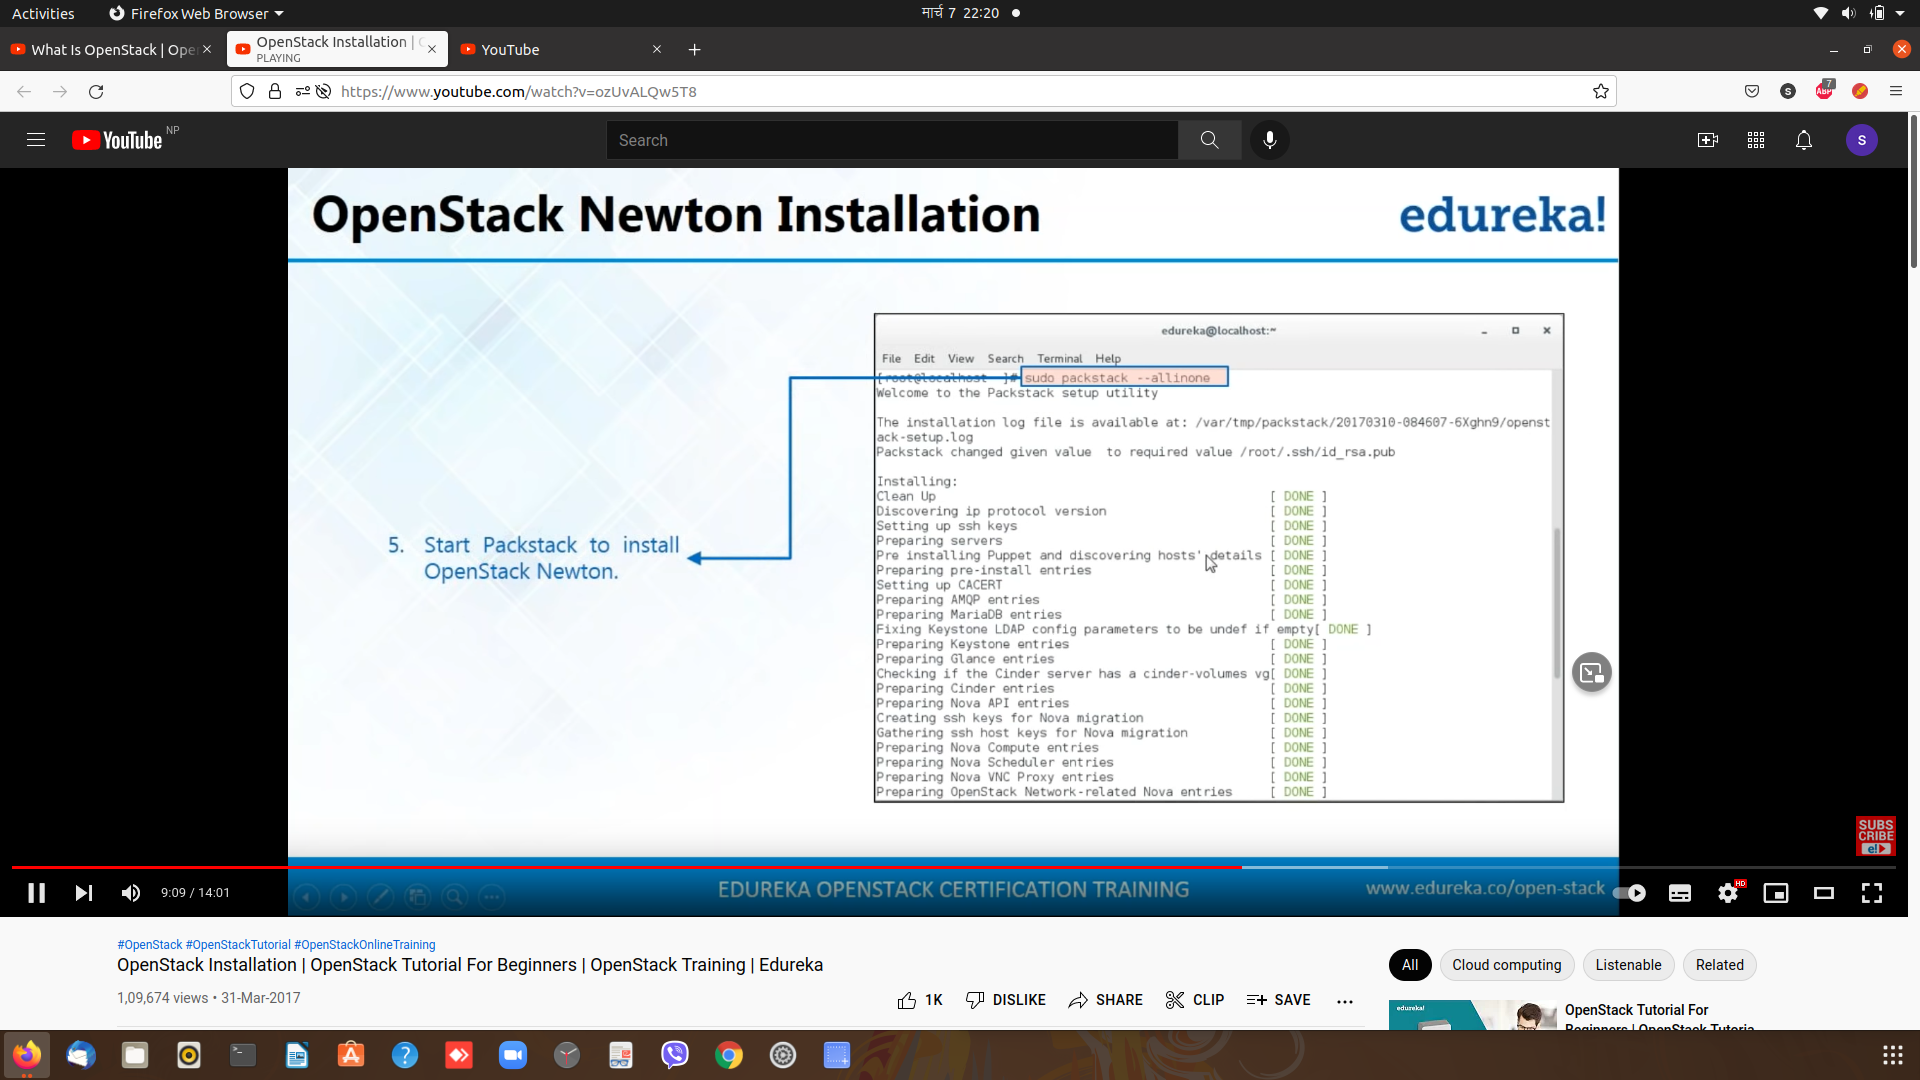 Activities
Firefox Web Browser
मार्च 7 22:20
What Is OpenStack | Ope
OpenStack Installation |
PLAYING
YouTube
https://www.youtube.com/watch?v=ozUvALQw5T8
S
ABP
7
YouTube NP
Search
S
OpenStack Newton Installation
edureka!
edureka@localhost:~
File Edit View Search Terminal Help
[root@localhost ~]# sudo packstack --allinone
Welcome to the Packstack setup utility
The installation log file is available at: /var/tmp/packstack/20170310-084607-6Xghn9/openst
ack-setup.log
Packstack changed given value  to required value /root/.ssh/id_rsa.pub
Installing:
Clean Up [ DONE ]
Discovering ip protocol version [ DONE ]
Setting up ssh keys [ DONE ]
Preparing servers [ DONE ]
Pre installing Puppet and discovering hosts' details [ DONE ]
Preparing pre-install entries [ DONE ]
Setting up CACERT [ DONE ]
Preparing AMQP entries [ DONE ]
Preparing MariaDB entries [ DONE ]
Fixing Keystone LDAP config parameters to be undef if empty[ DONE ]
Preparing Keystone entries [ DONE ]
Preparing Glance entries [ DONE ]
Checking if the Cinder server has a cinder-volumes vg[ DONE ]
Preparing Cinder entries [ DONE ]
Preparing Nova API entries [ DONE ]
Creating ssh keys for Nova migration [ DONE ]
Gathering ssh host keys for Nova migration [ DONE ]
Preparing Nova Compute entries [ DONE ]
Preparing Nova Scheduler entries [ DONE ]
Preparing Nova VNC Proxy entries [ DONE ]
Preparing OpenStack Network-related Nova entries [ DONE ]
5. Start Packstack to install
OpenStack Newton.
SUBS
CRIBE
e!
9:09 / 14:01
EDUREKA OPENSTACK CERTIFICATION TRAINING
www.edureka.co/open-stack
HD
#OpenStack #OpenStackTutorial #OpenStackOnlineTraining
OpenStack Installation | OpenStack Tutorial For Beginners | OpenStack Training | Edureka
1,09,674 views • 31-Mar-2017
1K
DISLIKE
SHARE
CLIP
SAVE
All
Cloud computing
Listenable
Related
edureka!
OpenStack Tutorial For
Beginners | OpenStack Tutoria